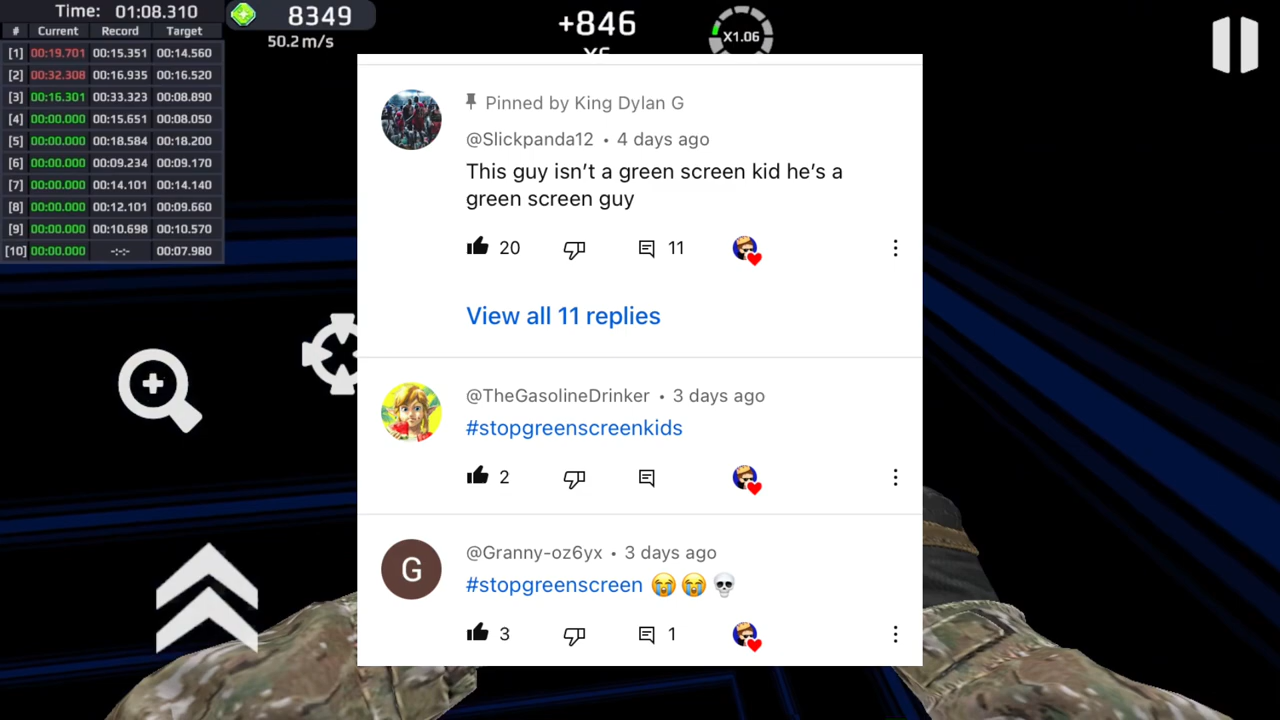 Time: 01:08.310
8349
50.2 m/s
+846
X1.06
# Current Record Target
[1] 00:19.701 00:15.351 00:14.560
[2] 00:32.308 00:16.935 00:16.520
[3] 00:16.301 00:33.323 00:08.890
[4] 00:00.000 00:15.651 00:08.050
[5] 00:00.000 00:18.584 00:18.200
[6] 00:00.000 00:09.234 00:09.170
[7] 00:00.000 00:14.101 00:14.140
[8] 00:00.000 00:12.101 00:09.660
[9] 00:00.000 00:10.698 00:10.570
[10] 00:00.000 -:-:- 00:07.980
Pinned by King Dylan G
@Slickpanda12 • 4 days ago
This guy isn’t a green screen kid he’s a
green screen guy
20 11
View all 11 replies
@TheGasolineDrinker • 3 days ago
#stopgreenscreenkids
2
G
@Granny-oz6yx • 3 days ago
#stopgreenscreen 😭😭💀
3 1